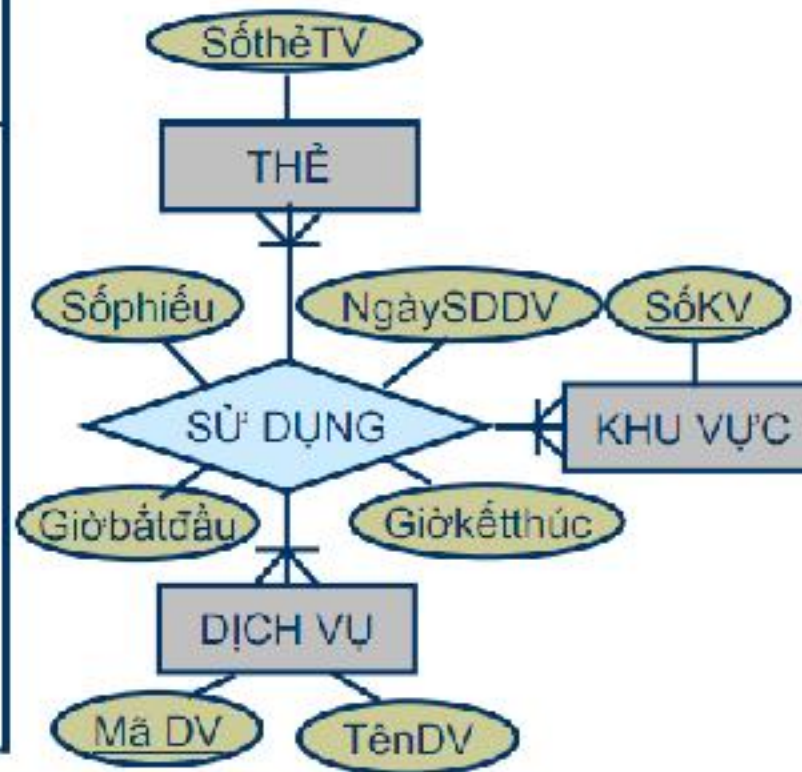 SốthẻTV
THẺ
Sốphiếu
NgàySDDV
SốKV
SỬ DỤNG
KHU VỰC
Giờbắtđầu
Giờkếtthúc
DỊCH VỤ
Mã DV
TênDV